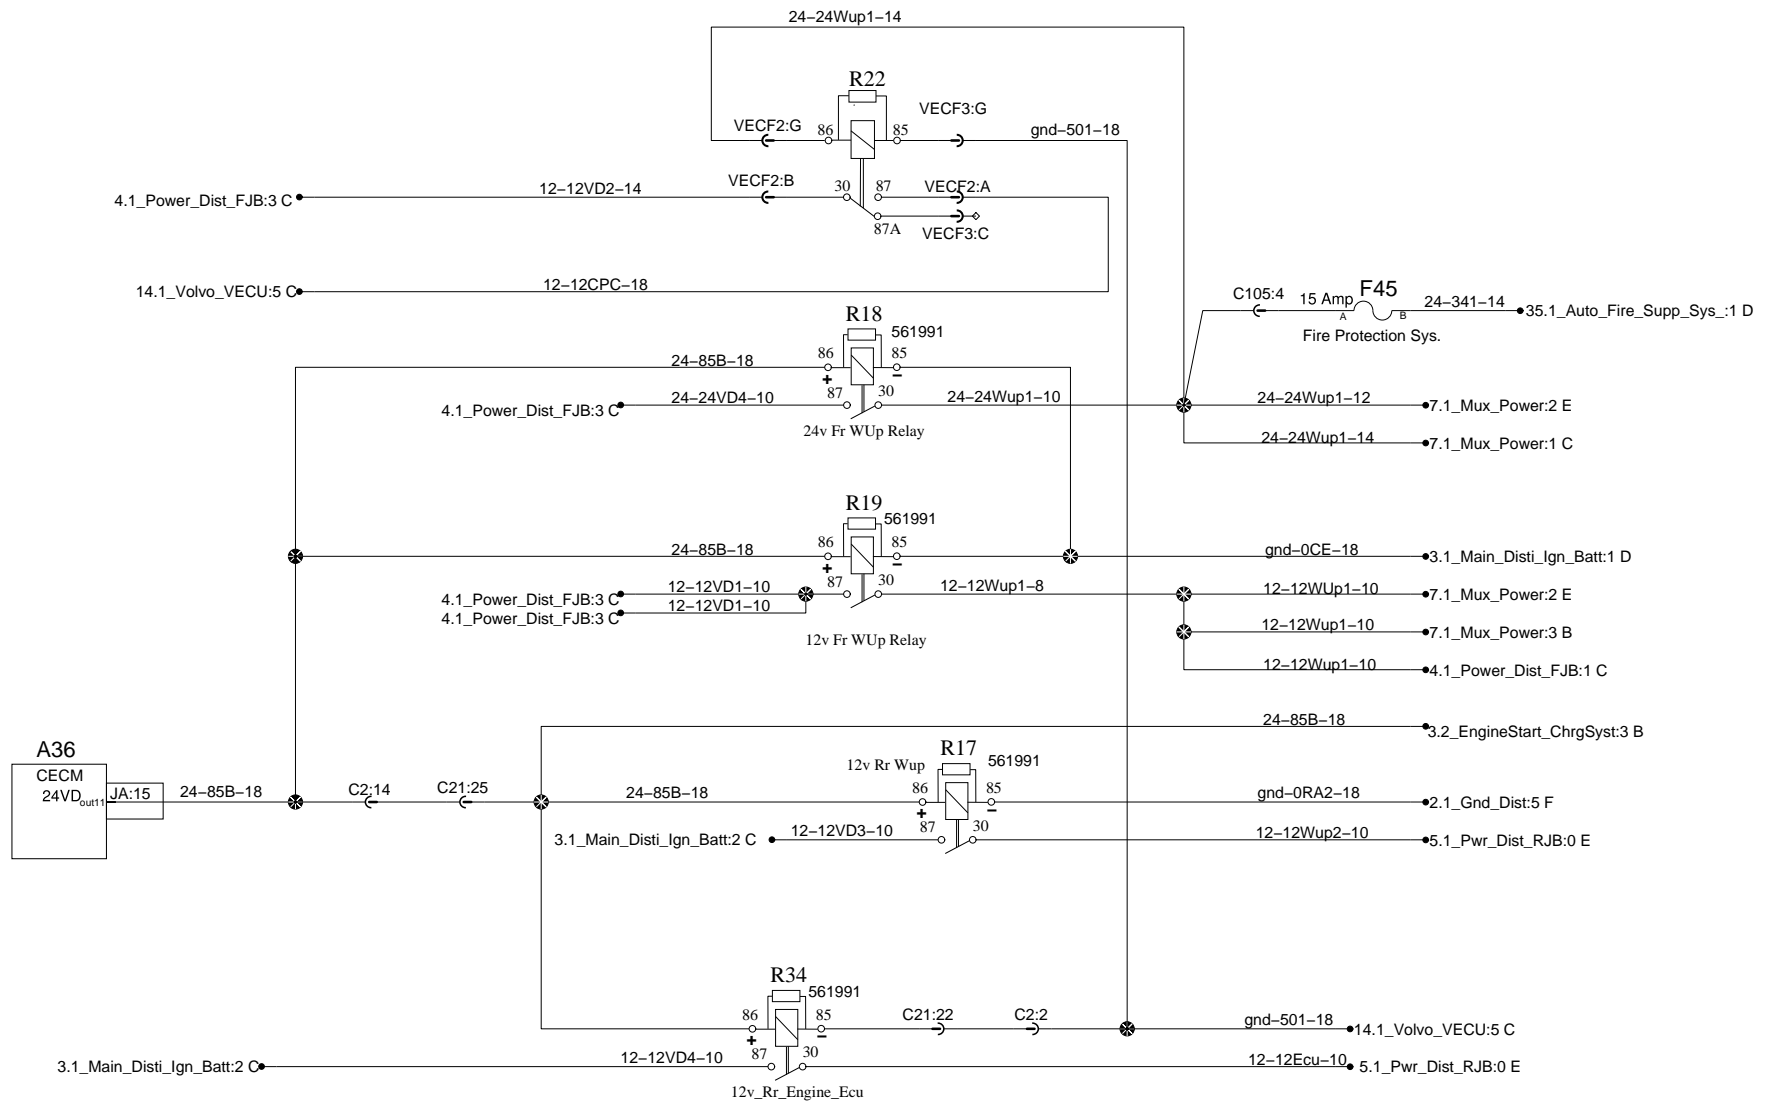 24-24Wup1-14
R22
VECF2:G
86
85
VECF3:G
gnd-501-18
4.1_Power_Dist_FJB:3 C
12-12VD2-14
VECF2:B
30
87
VECF2:A
87A
VECF3:C
14.1_Volvo_VECU:5 C
12-12CPC-18
C105:4
15 Amp
F45
A
B
24-341-14
35.1_Auto_Fire_Supp_Sys_:1 D
Fire Protection Sys.
R18
561991
24-85B-18
86
85
+
-
4.1_Power_Dist_FJB:3 C
24-24VD4-10
87
30
24-24Wup1-10
24-24Wup1-12
7.1_Mux_Power:2 E
24v Fr WUp Relay
24-24Wup1-14
7.1_Mux_Power:1 C
R19
561991
24-85B-18
86
85
+
-
gnd-0CE-18
3.1_Main_Disti_Ign_Batt:1 D
4.1_Power_Dist_FJB:3 C
12-12VD1-10
87
30
12-12Wup1-8
12-12WUp1-10
7.1_Mux_Power:2 E
4.1_Power_Dist_FJB:3 C
12-12VD1-10
12v Fr WUp Relay
12-12Wup1-10
7.1_Mux_Power:3 B
12-12Wup1-10
4.1_Power_Dist_FJB:1 C
24-85B-18
3.2_EngineStart_ChrgSyst:3 B
A36
CECM
24VD
out11
JA:15
24-85B-18
C2:14
C21:25
24-85B-18
12v Rr Wup
R17
561991
86
85
+
-
gnd-0RA2-18
2.1_Gnd_Dist:5 F
3.1_Main_Disti_Ign_Batt:2 C
12-12VD3-10
87
30
12-12Wup2-10
5.1_Pwr_Dist_RJB:0 E
R34
561991
86
85
+
-
C21:22
C2:2
gnd-501-18
14.1_Volvo_VECU:5 C
3.1_Main_Disti_Ign_Batt:2 C
12-12VD4-10
87
30
12-12Ecu-10
5.1_Pwr_Dist_RJB:0 E
12v_Rr_Engine_Ecu